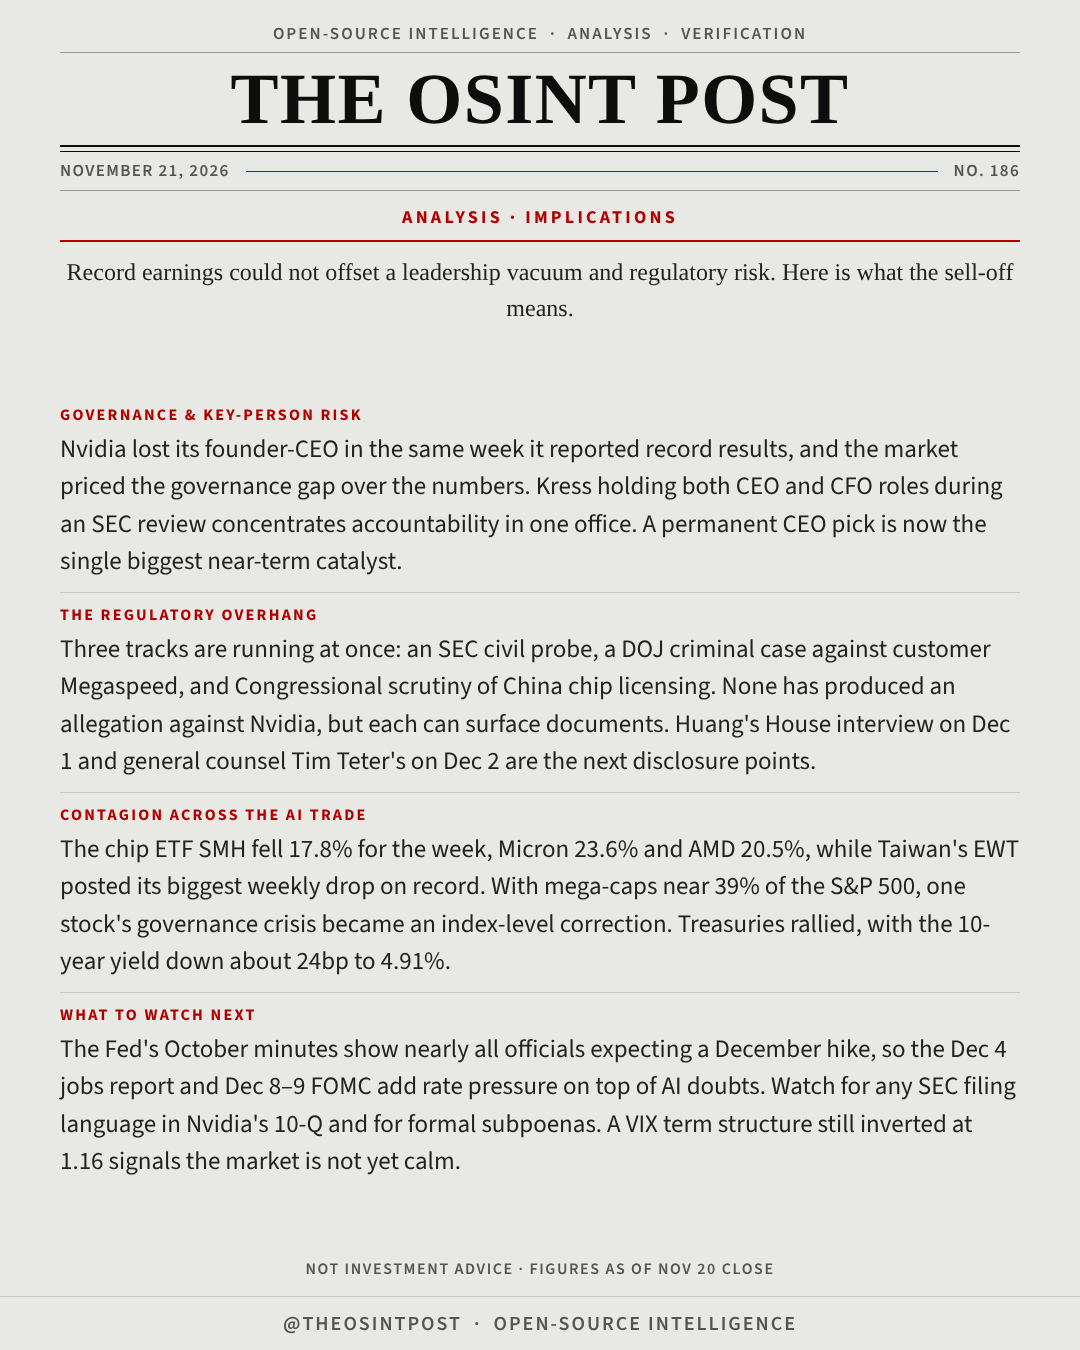 OPEN-SOURCE INTELLIGENCE · ANALYSIS · VERIFICATION
THE OSINT POST
NOVEMBER 21, 2026
NO. 186
ANALYSIS · IMPLICATIONS
Record earnings could not offset a leadership vacuum and regulatory risk. Here is what the sell-off
means.
GOVERNANCE & KEY-PERSON RISK
Nvidia lost its founder-CEO in the same week it reported record results, and the market
priced the governance gap over the numbers. Kress holding both CEO and CFO roles during
an SEC review concentrates accountability in one office. A permanent CEO pick is now the
single biggest near-term catalyst.
THE REGULATORY OVERHANG
Three tracks are running at once: an SEC civil probe, a DOJ criminal case against customer
Megaspeed, and Congressional scrutiny of China chip licensing. None has produced an
allegation against Nvidia, but each can surface documents. Huang's House interview on Dec
1 and general counsel Tim Teter's on Dec 2 are the next disclosure points.
CONTAGION ACROSS THE AI TRADE
The chip ETF SMH fell 17.8% for the week, Micron 23.6% and AMD 20.5%, while Taiwan's EWT
posted its biggest weekly drop on record. With mega-caps near 39% of the S&P 500, one
stock's governance crisis became an index-level correction. Treasuries rallied, with the 10-
year yield down about 24bp to 4.91%.
WHAT TO WATCH NEXT
The Fed's October minutes show nearly all officials expecting a December hike, so the Dec 4
jobs report and Dec 8–9 FOMC add rate pressure on top of AI doubts. Watch for any SEC filing
language in Nvidia's 10-Q and for formal subpoenas. A VIX term structure still inverted at
1.16 signals the market is not yet calm.
NOT INVESTMENT ADVICE · FIGURES AS OF NOV 20 CLOSE
@THEOSINTPOST · OPEN-SOURCE INTELLIGENCE